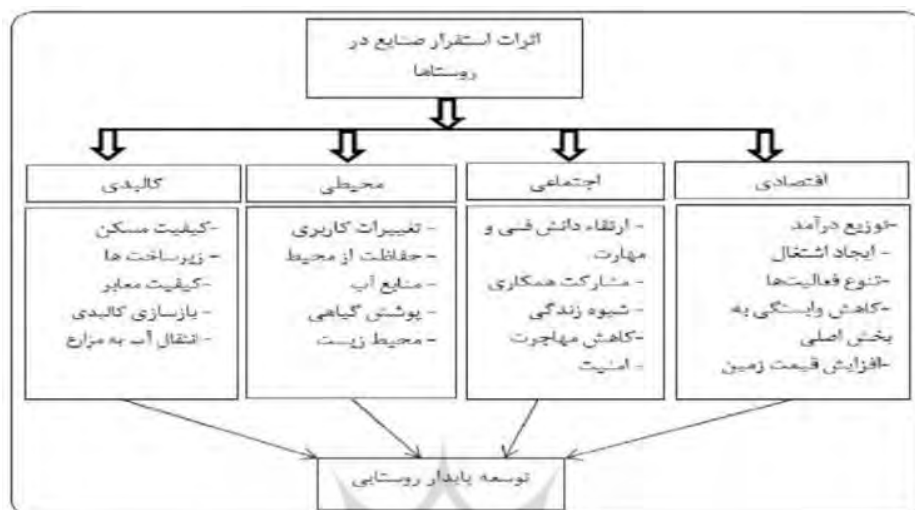 اثرات استقرار صنایع در
روستاها
اقتصادی
-توزیع درآمد
- ایجاد اشتغال
-تنوع فعالیت‌ها
-کاهش وابستگی به
بخش اصلی
-افزایش قیمت زمین
اجتماعی
- ارتقاء دانش فنی و
مهارت
- مشارکت همکاری
- شیوه زندگی
-کاهش مهاجرت
- امنیت
محیطی
- تغییرات کاربری
- حفاظت از محیط
- منابع آب
- پوشش گیاهی
- محیط زیست
کالبدی
-کیفیت مسکن
- زیرساخت ها
-کیفیت معابر
- بازسازی کالبدی
- انتقال آب به مزارع
توسعه پایدار روستایی